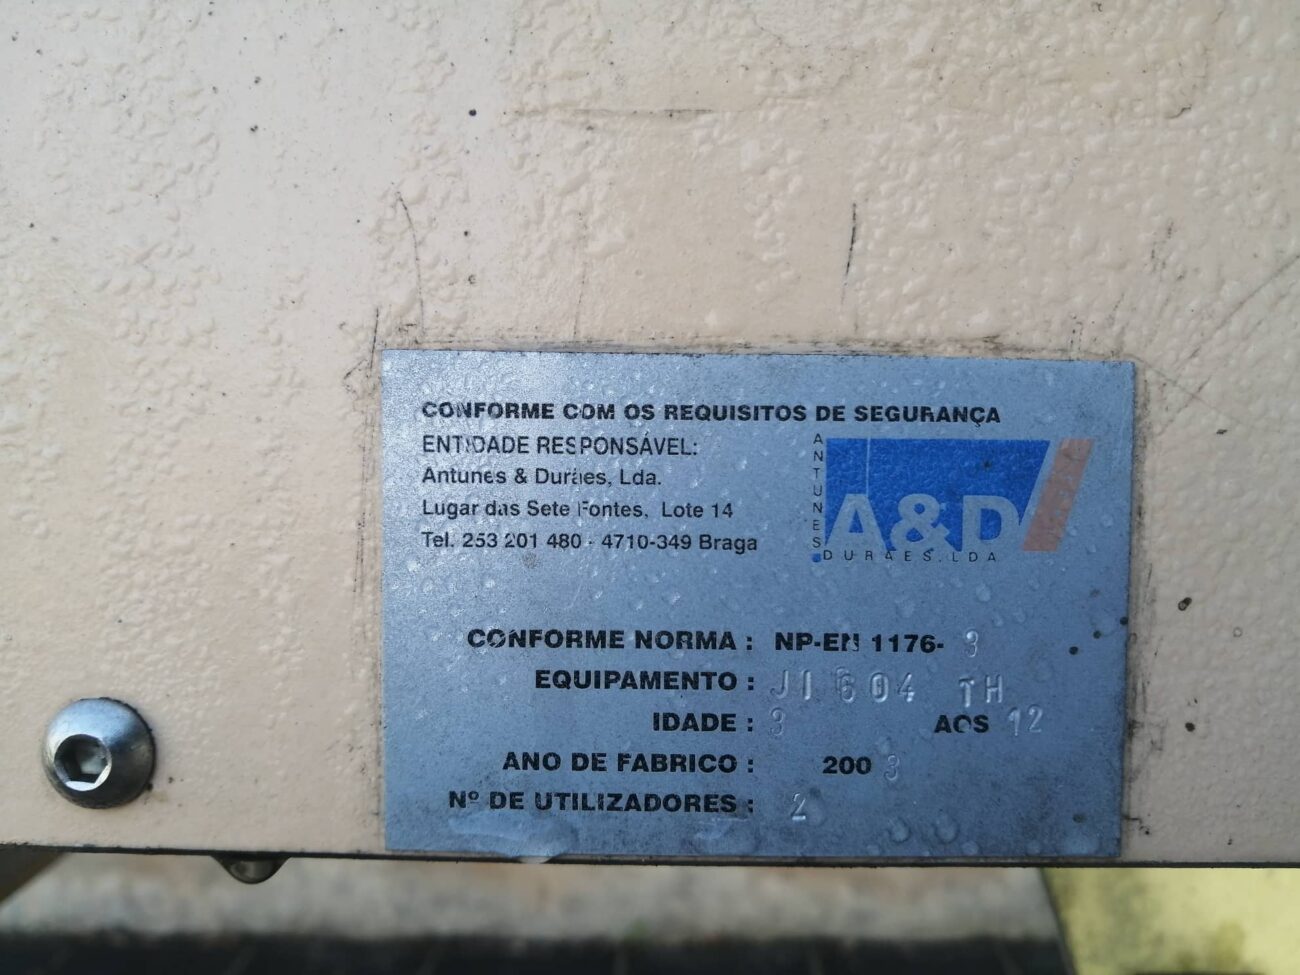 CONFORME COM OS REQUISITOS DE SEGURANÇA
ENTIDADE RESPONSÁVEL:
Antunes & Durães, Lda.
Lugar das Sete Fontes, Lote 14
Tel. 253 201 480 - 4710-349 Braga
ANTUNES.
A&D
DURÃES, LDA
CONFORME NORMA : NP-EN 1176- 3
EQUIPAMENTO : JI 604 TH
IDADE : 3 AOS 12
ANO DE FABRICO : 2003
Nº DE UTILIZADORES : 2